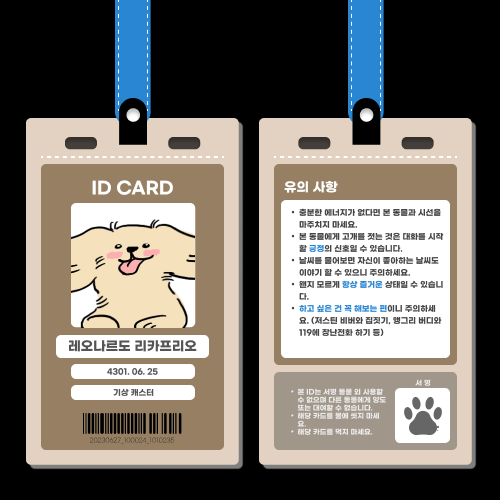 ID CARD
레오나르도 리카프리오
4301. 06. 25
기상 캐스터
20230627_100024_1010235
유의 사항
• 충분한 에너지가 없다면 본 동물과 시선을
마주치지 마세요.
• 본 동물에게 고개를 젓는 것은 대화를 시작
할 긍정의 신호일 수 있습니다.
• 날씨를 물어보면 자신이 좋아하는 날씨도
이야기 할 수 있으니 주의하세요.
• 왠지 모르게 항상 즐거운 상태일 수 있습니
다.
• 하고 싶은 건 꼭 해보는 편이니 주의하세
요. (저스틴 비버와 집짓기, 앵그리 버디와
119에 장난전화 하기 등)
• 본 ID는 서명 동물 외 사용할
수 없으며 다른 동물에게 양도
또는 대여할 수 없습니다.
• 해당 카드를 물에 씻지 마세
요.
• 해당 카드를 먹지 마세요.
서 명